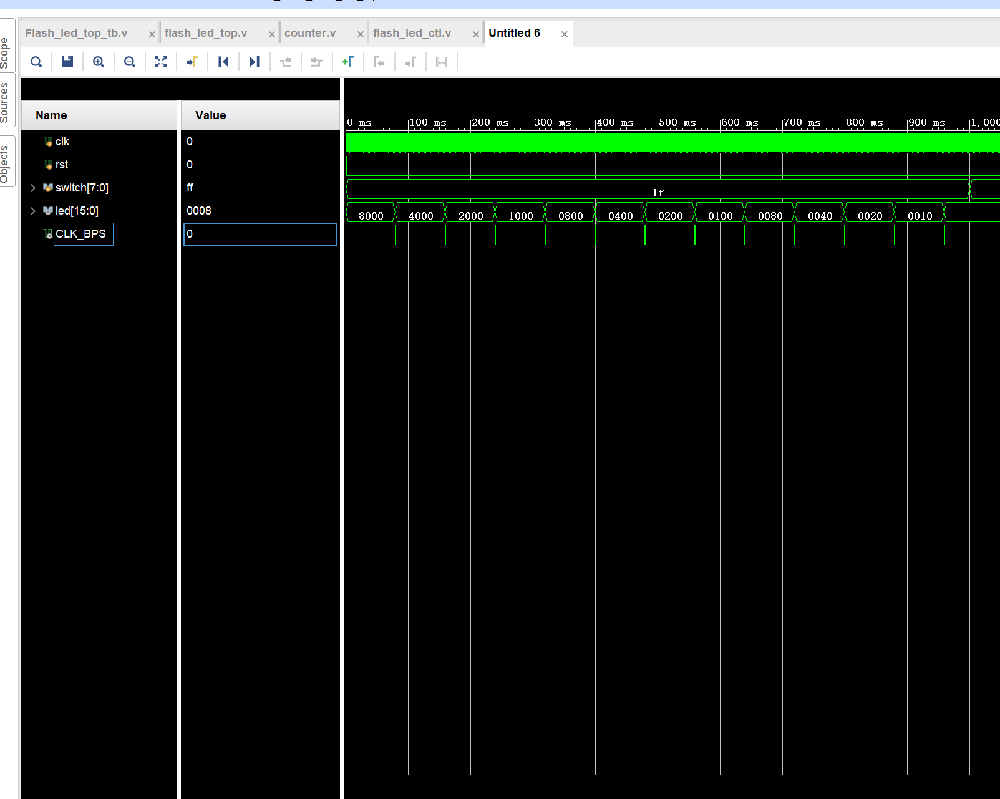 Scope
Sources
Objects
Flash_led_top_tb.v
flash_led_top.v
counter.v
flash_led_ctl.v
Untitled 6
Name Value
0 ms 100 ms 200 ms 300 ms 400 ms 500 ms 600 ms 700 ms 800 ms 900 ms 1,000
clk 0
rst 0
switch[7:0] ff 1f
led[15:0] 0008 8000 4000 2000 1000 0800 0400 0200 0100 0080 0040 0020 0010
CLK_BPS 0